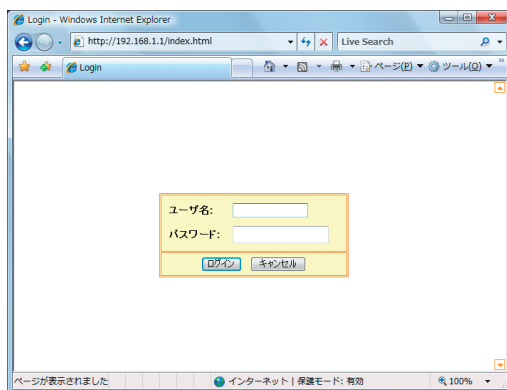 Login - Windows Internet Explorer
http://192.168.1.1/index.html
Live Search
Login
ページ(P)
ツール(O)
ユーザ名:
パスワード:
ログイン キャンセル
ページが表示されました
インターネット | 保護モード: 有効
100%